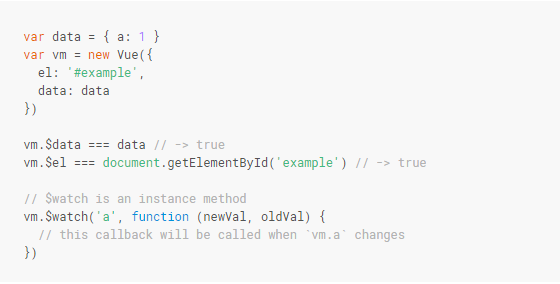 var data = { a: 1 }
var vm = new Vue({
  el: '#example',
  data: data
})

vm.$data === data // -> true
vm.$el === document.getElementById('example') // -> true

// $watch is an instance method
vm.$watch('a', function (newVal, oldVal) {
  // this callback will be called when `vm.a` changes
})